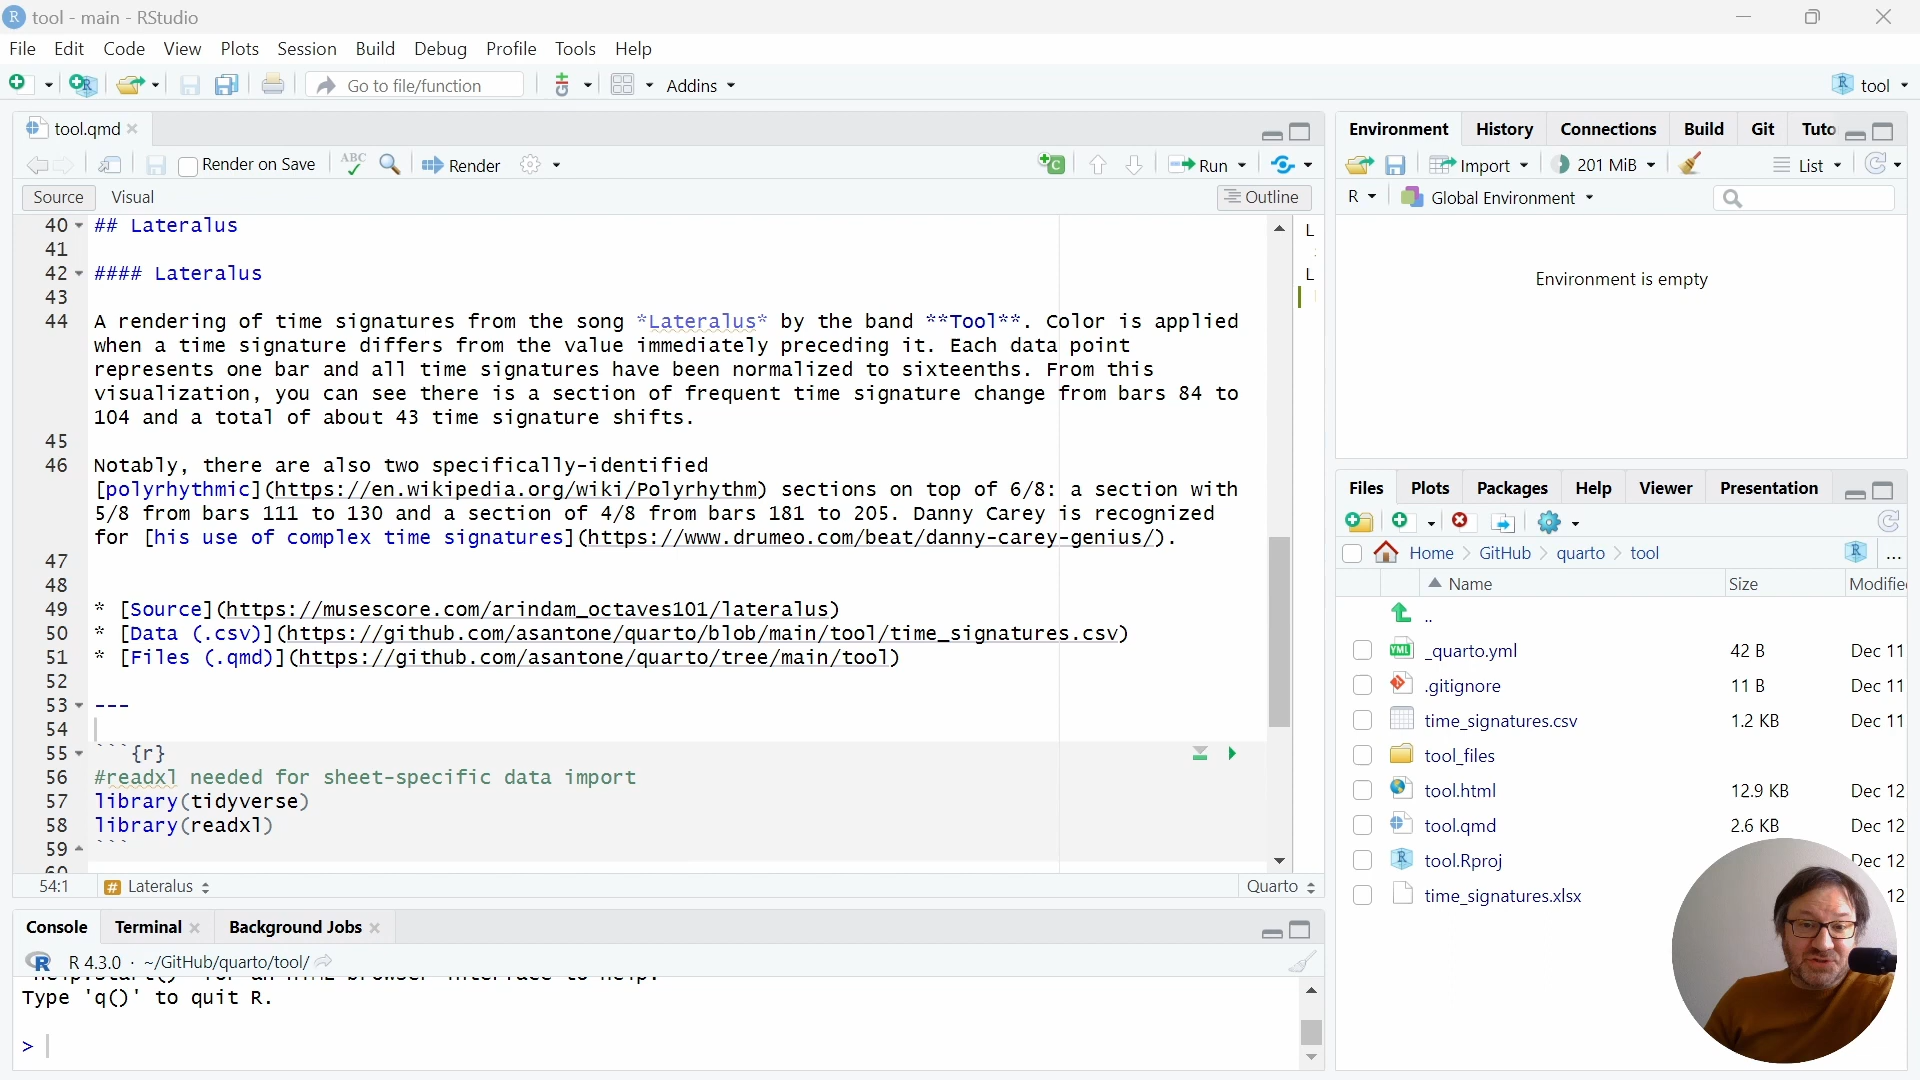 tool - main - RStudio
File Edit Code View Plots Session Build Debug Profile Tools Help
Go to file/function Addins tool
tool.qmd
Render on Save ABC Render Run
Source Visual Outline
40 ## Lateralus
41
42 #### Lateralus
43
44 A rendering of time signatures from the song *Lateralus* by the band **Tool**. Color is applied
when a time signature differs from the value immediately preceding it. Each data point
represents one bar and all time signatures have been normalized to sixteenths. From this
visualization, you can see there is a section of frequent time signature change from bars 84 to
104 and a total of about 43 time signature shifts.
45
46 Notably, there are also two specifically-identified
[polyrhythmic](https://en.wikipedia.org/wiki/Polyrhythm) sections on top of 6/8: a section with
5/8 from bars 111 to 130 and a section of 4/8 from bars 181 to 205. Danny Carey is recognized
for [his use of complex time signatures](https://www.drumeo.com/beat/danny-carey-genius/).
47
48
49 * [Source](https://musescore.com/arindam_octaves101/lateralus)
50 * [Data (.csv)](https://github.com/asantone/quarto/blob/main/tool/time_signatures.csv)
51 * [Files (.qmd)](https://github.com/asantone/quarto/tree/main/tool)
52
53 ---
54
55 ```{r}
56 #readxl needed for sheet-specific data import
57 library(tidyverse)
58 library(readxl)
59 ```
60
L
L
54:1 # Lateralus Quarto
Console Terminal Background Jobs
R 4.3.0 · ~/GitHub/quarto/tool/
'help.start()' for an HTML browser interface to help.
Type 'q()' to quit R.
>
Environment History Connections Build Git Tuto
Import 201 MiB List
R Global Environment
Environment is empty
Files Plots Packages Help Viewer Presentation
Home GitHub quarto tool ...
Name Size Modifie
..
YML _quarto.yml 42 B Dec 11
.gitignore 11 B Dec 11
time_signatures.csv 1.2 KB Dec 11
tool_files
tool.html 12.9 KB Dec 12
tool.qmd 2.6 KB Dec 12
tool.Rproj Dec 12
time_signatures.xlsx 12